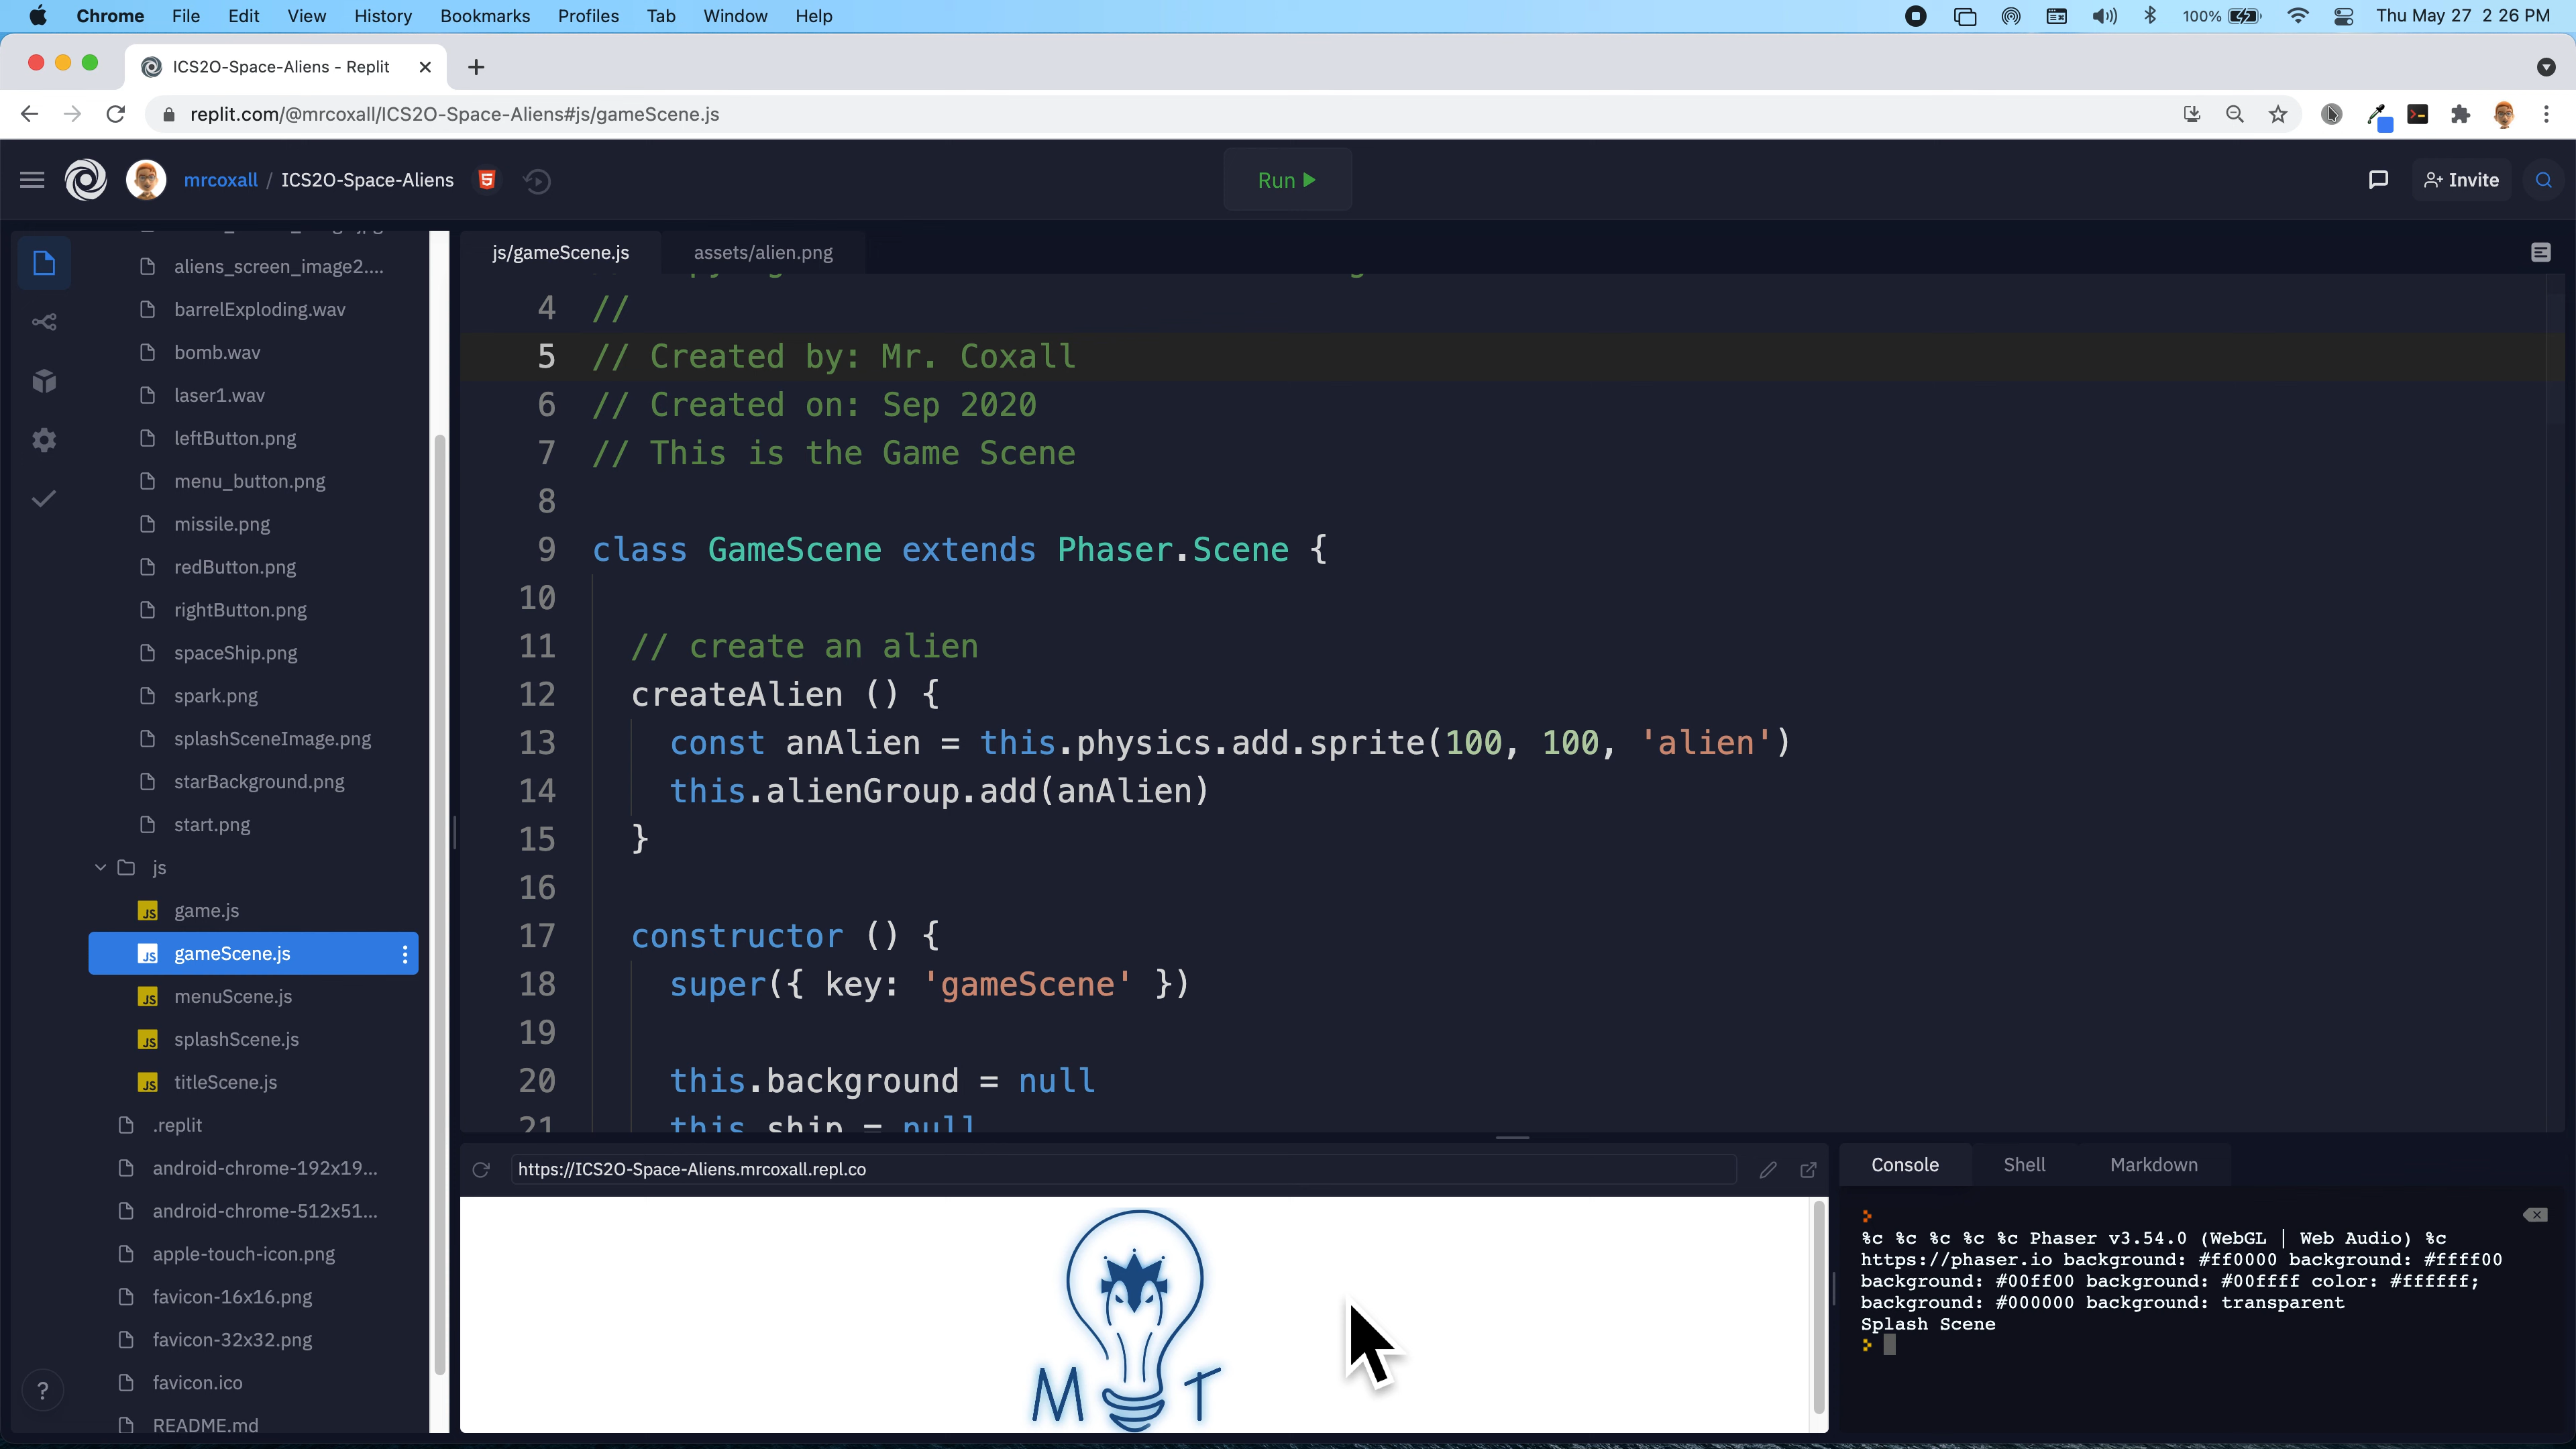 Chrome File Edit View History Bookmarks Profiles Tab Window Help 100% Thu May 27 2 26 PM
ICS2O-Space-Aliens - Replit
replit.com/@mrcoxall/ICS2O-Space-Aliens#js/gameScene.js
mrcoxall / ICS2O-Space-Aliens Run Invite
aliens_screen_image2....
barrelExploding.wav
bomb.wav
laser1.wav
leftButton.png
menu_button.png
missile.png
redButton.png
rightButton.png
spaceShip.png
spark.png
splashSceneImage.png
starBackground.png
start.png
js
game.js
gameScene.js
menuScene.js
splashScene.js
titleScene.js
.replit
android-chrome-192x19...
android-chrome-512x51...
apple-touch-icon.png
favicon-16x16.png
favicon-32x32.png
favicon.ico
README.md
js/gameScene.js assets/alien.png
4 //
5 // Created by: Mr. Coxall
6 // Created on: Sep 2020
7 // This is the Game Scene
8
9 class GameScene extends Phaser.Scene {
10
11 // create an alien
12 createAlien () {
13 const anAlien = this.physics.add.sprite(100, 100, 'alien')
14 this.alienGroup.add(anAlien)
15 }
16
17 constructor () {
18 super({ key: 'gameScene' })
19
20 this.background = null
21 this.ship = null
https://ICS2O-Space-Aliens.mrcoxall.repl.co
M T
Console Shell Markdown
%c %c %c %c %c Phaser v3.54.0 (WebGL | Web Audio) %c
https://phaser.io background: #ff0000 background: #ffff00
background: #00ff00 background: #00ffff color: #ffffff;
background: #000000 background: transparent
Splash Scene
?